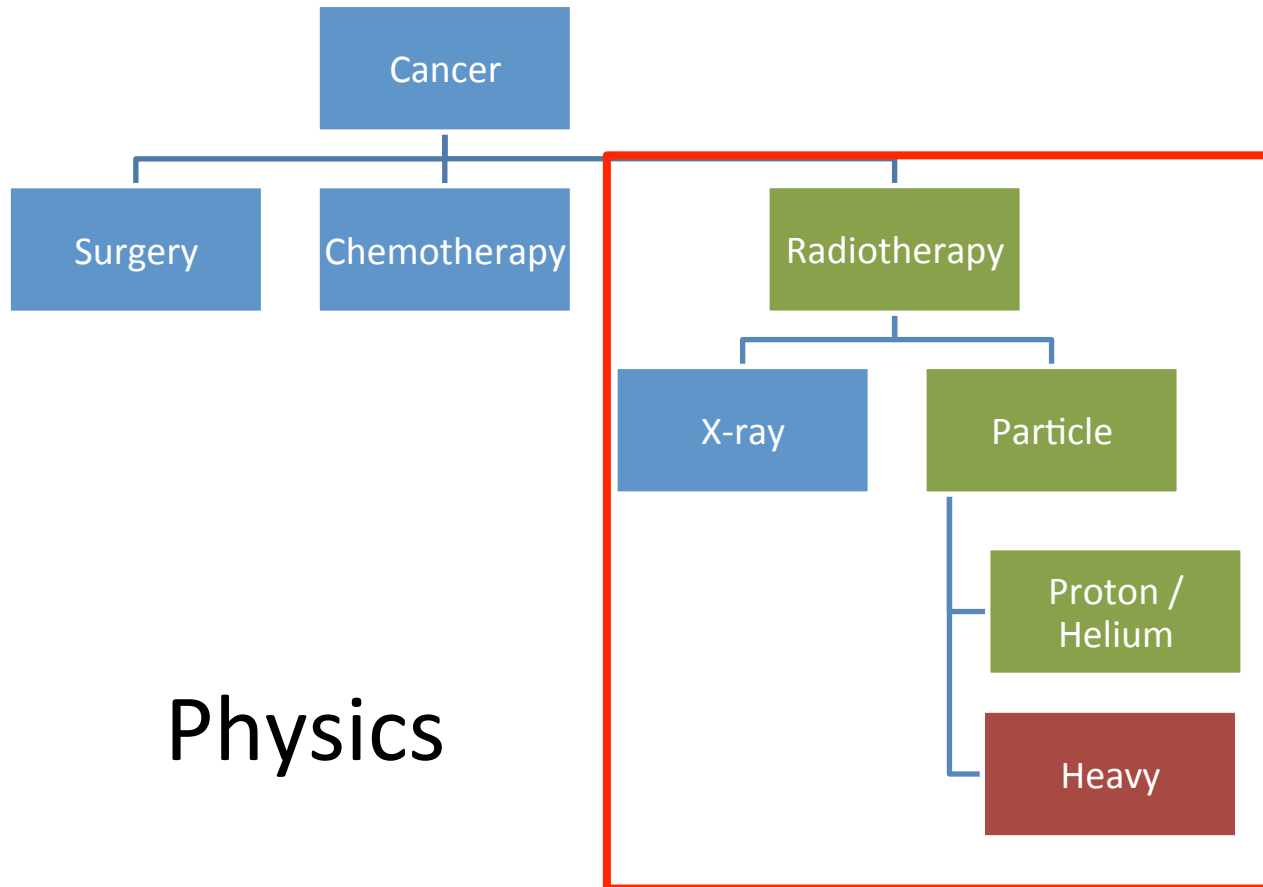 Cancer
Surgery
Chemotherapy
Radiotherapy
X-ray
Particle
Proton /
Helium
Physics
Heavy